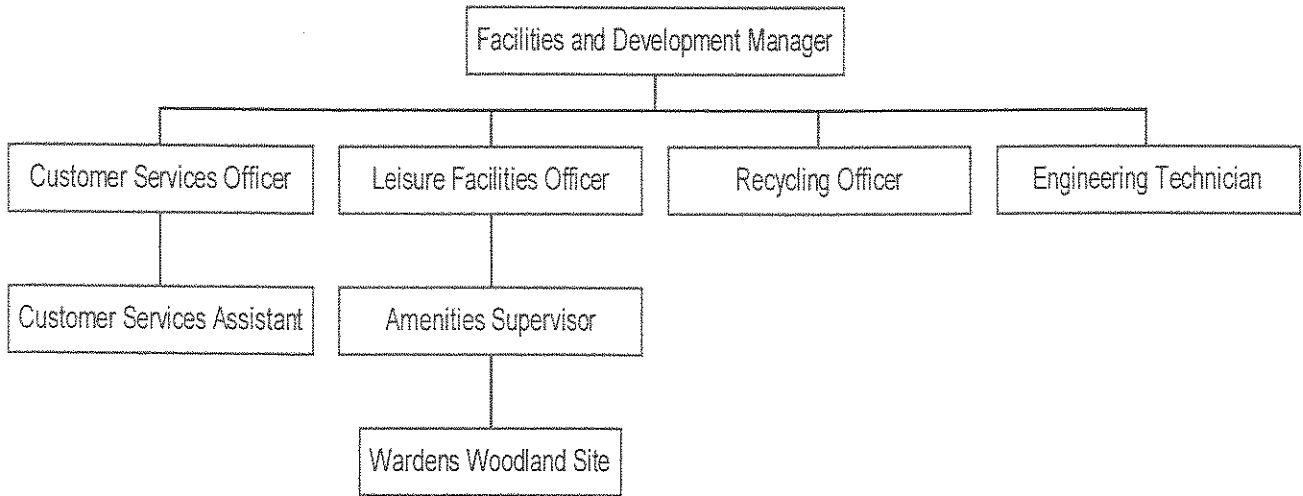 Facilities and Development Manager
Customer Services Officer
Leisure Facilities Officer
Recycling Officer
Engineering Technician
Customer Services Assistant
Amenities Supervisor
Wardens Woodland Site